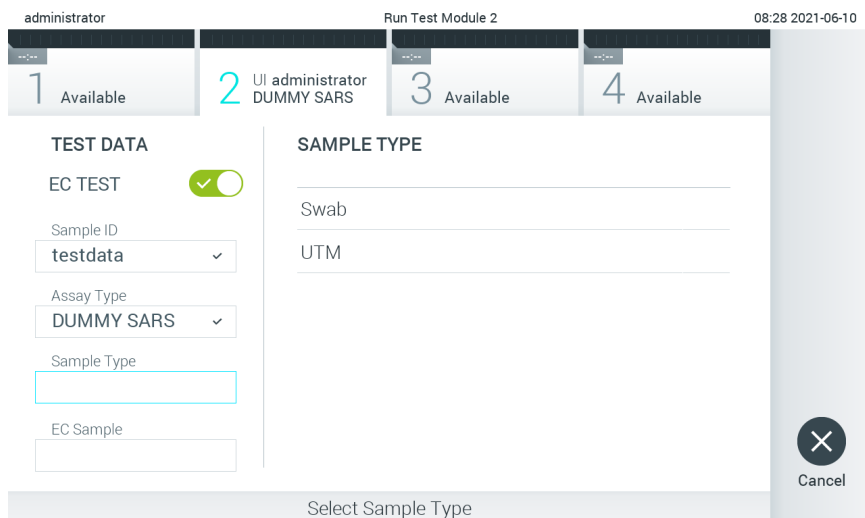 administrator Run Test Module 2 08:28 2021-06-10
--:-- --:-- --:--
1 Available
2 UI administrator
DUMMY SARS
3 Available
4 Available
TEST DATA
EC TEST
Sample ID
testdata
Assay Type
DUMMY SARS
Sample Type
EC Sample
SAMPLE TYPE
Swab
UTM
Cancel
Select Sample Type